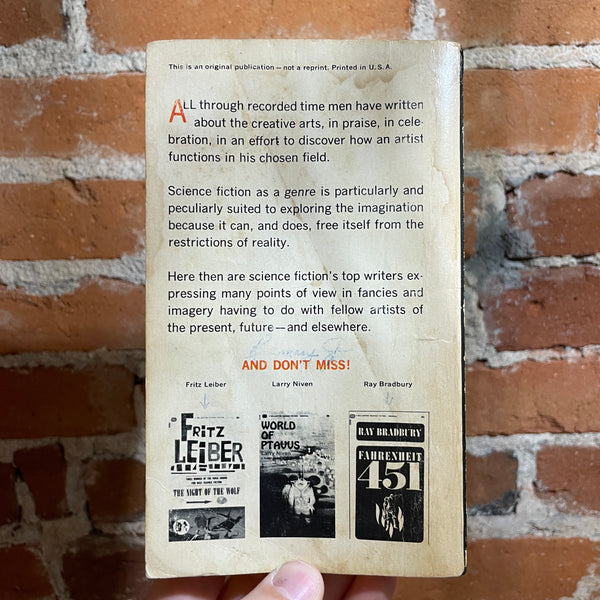 This is an original publication — not a reprint. Printed in U.S.A.
ALL through recorded time men have written
about the creative arts, in praise, in cele-
bration, in an effort to discover how an artist
functions in his chosen field.
Science fiction as a genre is particularly and
peculiarly suited to exploring the imagination
because it can, and does, free itself from the
restrictions of reality.
Here then are science fiction's top writers ex-
pressing many points of view in fancies and
imagery having to do with fellow artists of
the present, future — and elsewhere.
AND DON'T MISS!
Fritz Leiber
Larry Niven
Ray Bradbury
FRITZ
LEIBER
THE NIGHT OF THE WOLF
WORLD
OF
PTAVVS
Larry Niven
RAY BRADBURY
FAHRENHEIT
451